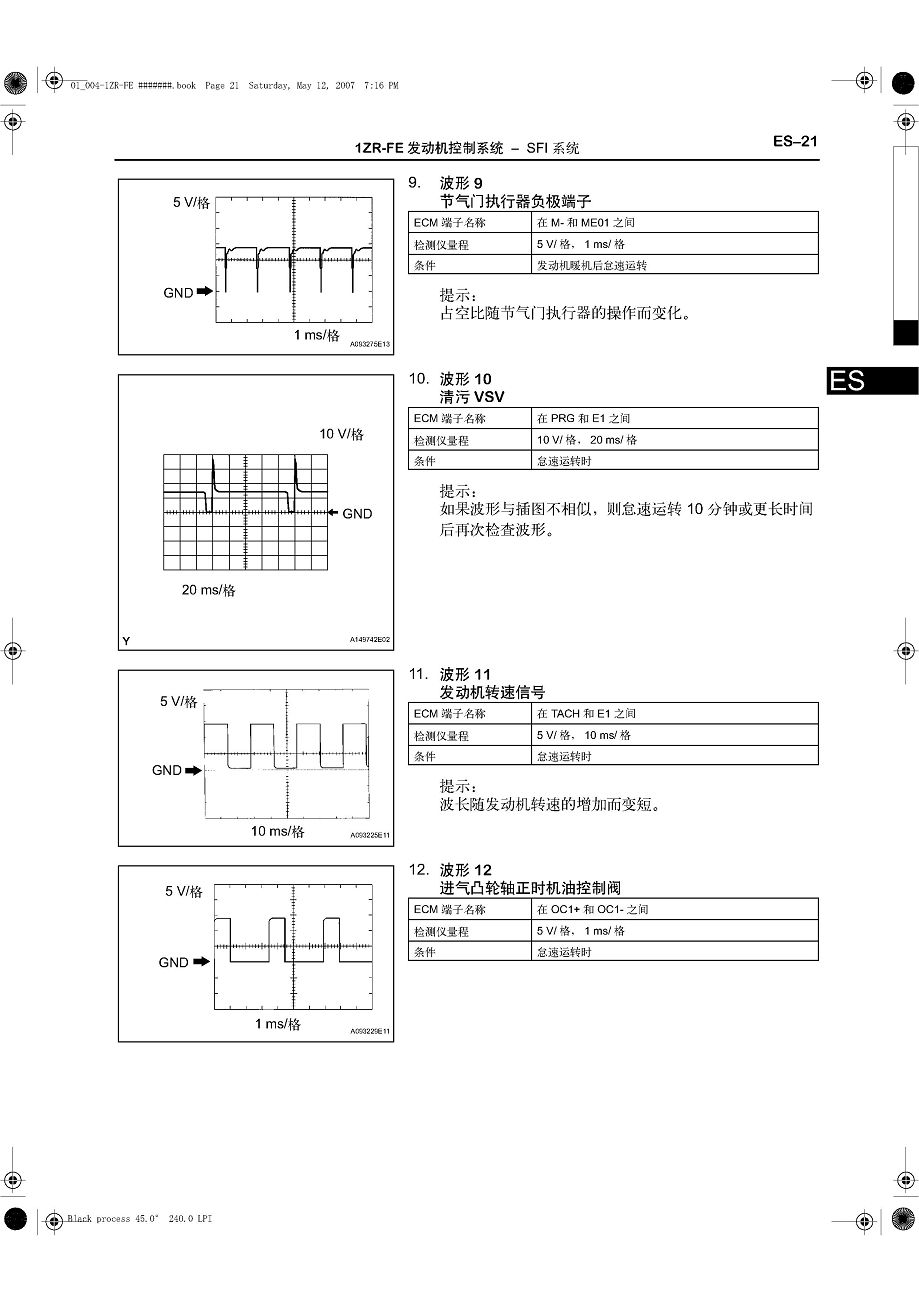 01_004-1ZR-FE #######.book Page 21 Saturday, May 12, 2007 7:16 PM
1ZR-FE 发动机控制系统 – SFI 系统
ES–21
ES
5 V/格
GND
1 ms/格
A093275E13
9. 波形 9
节气门执行器负极端子
ECM 端子名称 在 M- 和 ME01 之间
检测仪量程 5 V/ 格， 1 ms/ 格
条件 发动机暖机后怠速运转
提示：
占空比随节气门执行器的操作而变化。
10 V/格
GND
20 ms/格
Y
A149742E02
10. 波形 10
清污 VSV
ECM 端子名称 在 PRG 和 E1 之间
检测仪量程 10 V/ 格， 20 ms/ 格
条件 怠速运转时
提示：
如果波形与插图不相似，则怠速运转 10 分钟或更长时间
后再次检查波形。
5 V/格
GND
10 ms/格
A093225E11
11. 波形 11
发动机转速信号
ECM 端子名称 在 TACH 和 E1 之间
检测仪量程 5 V/ 格， 10 ms/ 格
条件 怠速运转时
提示：
波长随发动机转速的增加而变短。
5 V/格
GND
1 ms/格
A093229E11
12. 波形 12
进气凸轮轴正时机油控制阀
ECM 端子名称 在 OC1+ 和 OC1- 之间
检测仪量程 5 V/ 格， 1 ms/ 格
条件 怠速运转时
Black process 45.0° 240.0 LPI